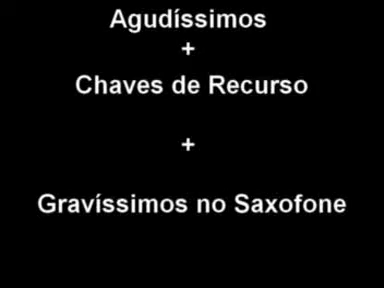 Agudíssimos
+
Chaves de Recurso
+
Gravíssimos no Saxofone